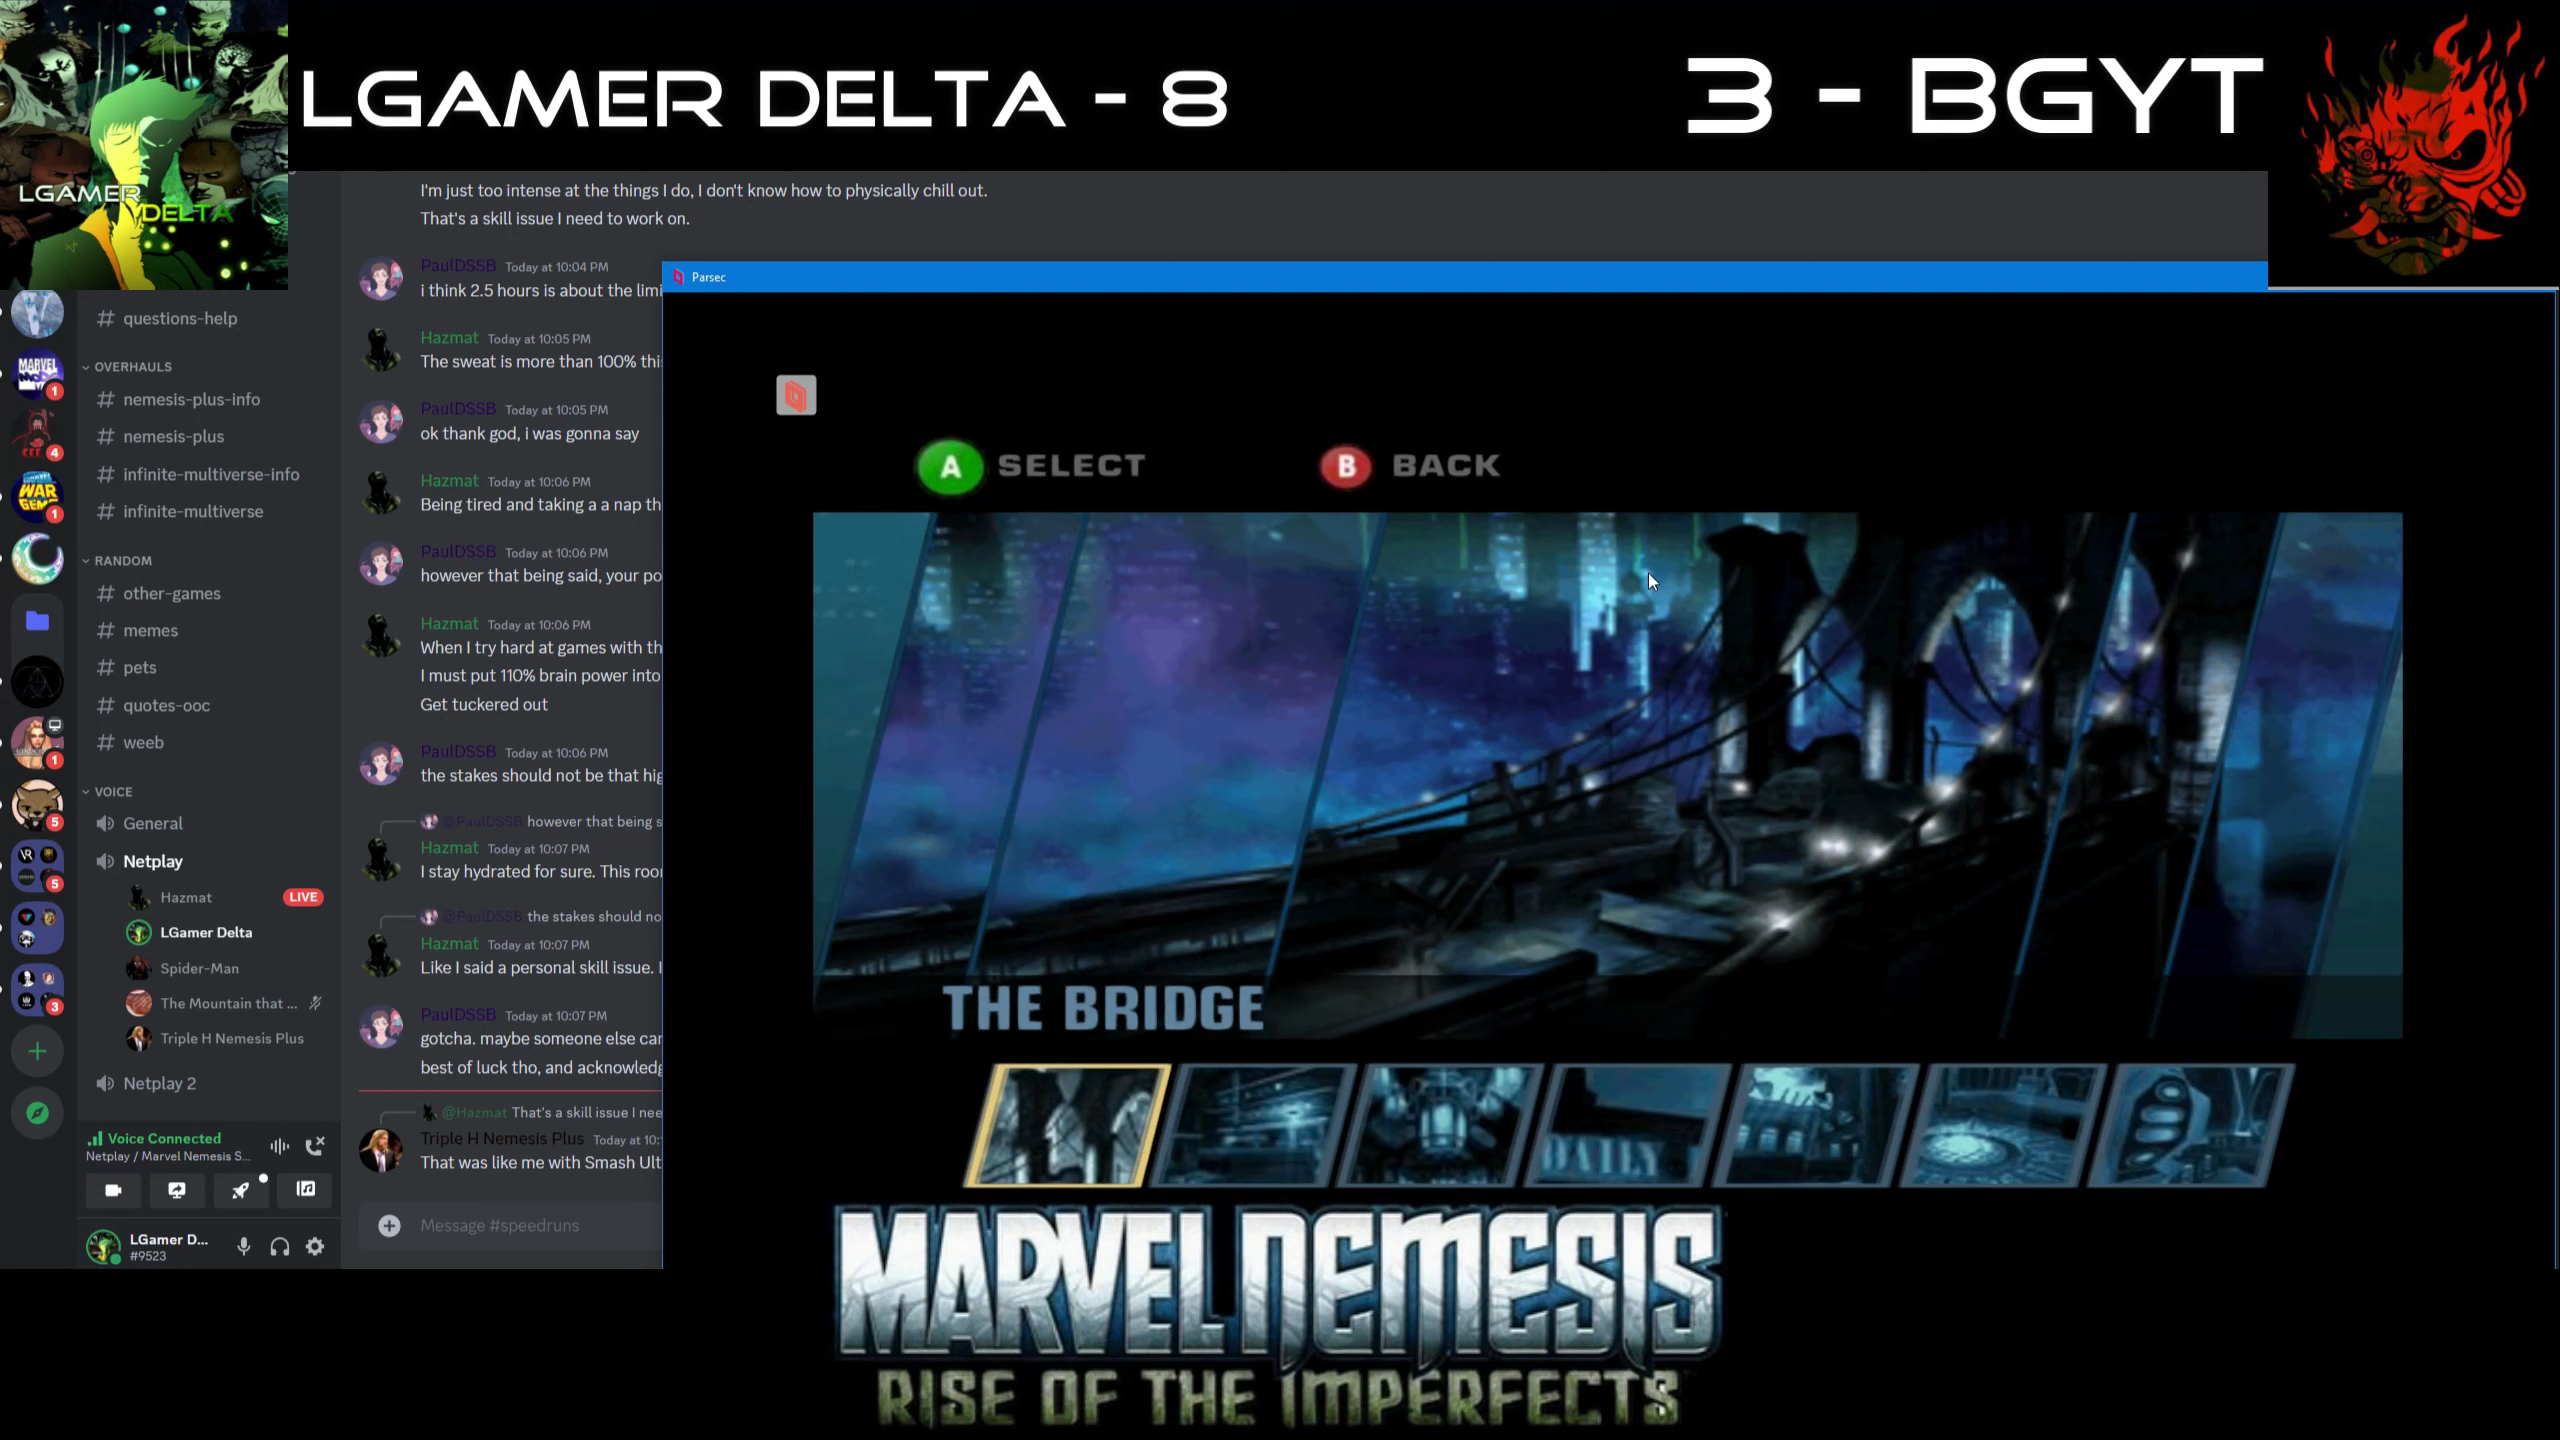 LGAMER DELTA - 8
3 - BGYT
LGAMER
DELTA
I'm just too intense at the things I do, I don't know how to physically chill out.
That's a skill issue I need to work on.
PaulDSSB Today at 10:04 PM
i think 2.5 hours is about the limi
Hazmat Today at 10:05 PM
The sweat is more than 100% thi
PaulDSSB Today at 10:05 PM
ok thank god, i was gonna say
Hazmat Today at 10:06 PM
Being tired and taking a a nap th
PaulDSSB Today at 10:06 PM
however that being said, your po
Hazmat Today at 10:06 PM
When I try hard at games with th
I must put 110% brain power into
Get tuckered out
PaulDSSB Today at 10:06 PM
the stakes should not be that hig
@PaulDSSB however that being s
Hazmat Today at 10:07 PM
I stay hydrated for sure. This roo
@PaulDSSB the stakes should no
Hazmat Today at 10:07 PM
Like I said a personal skill issue. I
PaulDSSB Today at 10:07 PM
gotcha. maybe someone else can
best of luck tho, and acknowledg
@Hazmat That's a skill issue I nee
Triple H Nemesis Plus Today at 10:
That was like me with Smash Ult
Message #speedruns
# questions-help
OVERHAULS
# nemesis-plus-info
# nemesis-plus
# infinite-multiverse-info
# infinite-multiverse
RANDOM
# other-games
# memes
# pets
# quotes-ooc
# weeb
VOICE
General
Netplay
Hazmat LIVE
LGamer Delta
Spider-Man
The Mountain that ...
Triple H Nemesis Plus
Netplay 2
Voice Connected
Netplay / Marvel Nemesis S...
LGamer D...
#9523
MARVEL
1
4
WAR
1
1
5
5
3
Parsec
A SELECT
B BACK
THE BRIDGE
DAILY
MARVEL NEMESIS
RISE OF THE IMPERFECTS